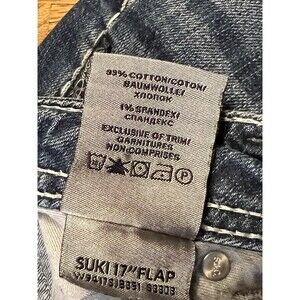 99% COTTON/COTON/
BAUMWOLLE/
ХЛОПОК
1% SPANDEX/
СПАНДЕКС
EXCLUSIVE OF TRIM/
GARNITURES
NON-COMPRISES
SUKI 17" FLAP